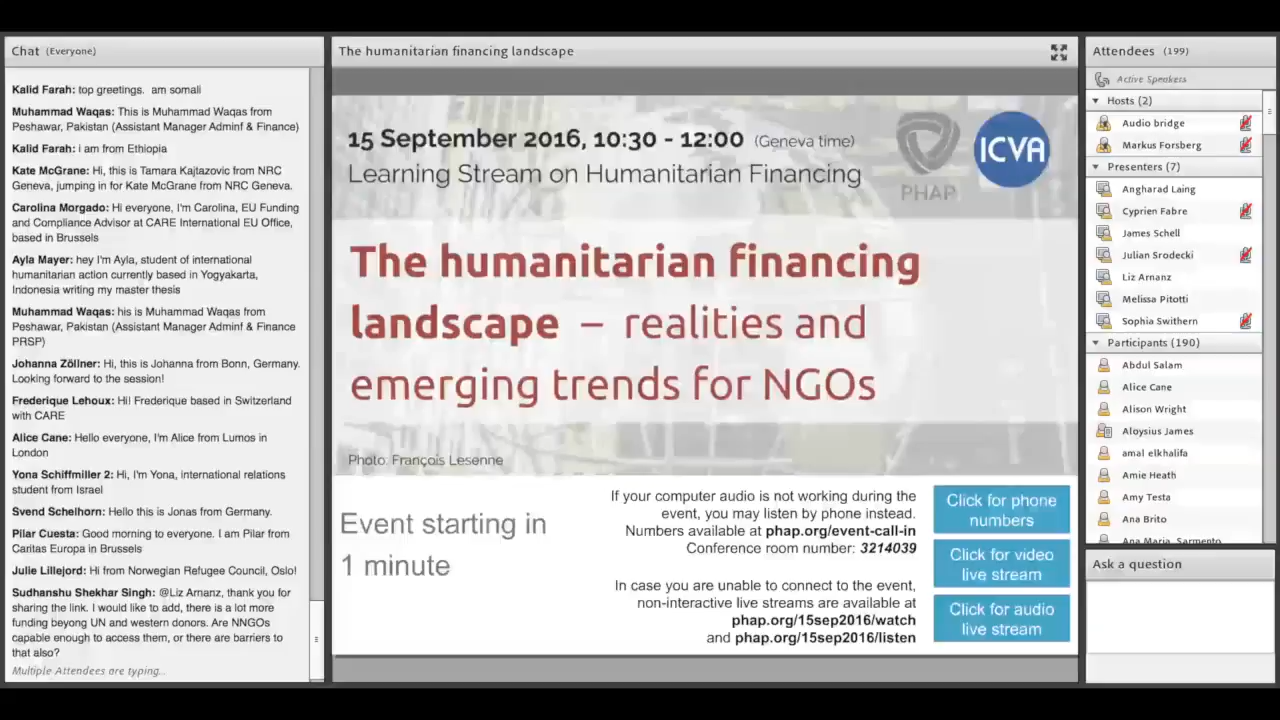 Chat (Everyone)
Kalid Farah: top greetings. am somali
Muhammad Waqas: This is Muhammad Waqas from
Peshawar, Pakistan (Assistant Manager Adminf & Finance)
Kalid Farah: i am from Ethiopia
Kate McGrane: Hi, this is Tamara Kajtazovic from NRC
Geneva, jumping in for Kate McGrane from NRC Geneva.
Carolina Morgado: Hi everyone, I'm Carolina, EU Funding
and Compliance Advisor at CARE International EU Office,
based in Brussels
Ayla Mayer: hey I'm Ayla, student of international
humanitarian action currently based in Yogyakarta,
Indonesia writing my master thesis
Muhammad Waqas: his is Muhammad Waqas from
Peshawar, Pakistan (Assistant Manager Adminf & Finance
PRSP)
Johanna Zöllner: Hi, this is Johanna from Bonn, Germany.
Looking forward to the session!
Frederique Lehoux: Hi! Frederique based in Switzerland
with CARE
Alice Cane: Hello everyone, I'm Alice from Lumos in
London
Yona Schiffmiller 2: Hi, I'm Yona, international relations
student from Israel
Svend Schelhorn: Hello this is Jonas from Germany.
Pilar Cuesta: Good morning to everyone. I am Pilar from
Caritas Europa in Brussels
Julie Lillejord: Hi from Norwegian Refugee Council, Oslo!
Sudhanshu Shekhar Singh: @Liz Arnanz, thank you for
sharing the link. I would like to add, there is a lot more
funding beyong UN and western donors. Are NNGOs
capable enough to access them, or there are barriers to
that also?
Multiple Attendees are typing...
The humanitarian financing landscape
15 September 2016, 10:30 - 12:00 (Geneva time)
Learning Stream on Humanitarian Financing
PHAP
ICVA
The humanitarian financing
landscape – realities and
emerging trends for NGOs
Photo: François Lesenne
Event starting in
1 minute
If your computer audio is not working during the
event, you may listen by phone instead.
Numbers available at phap.org/event-call-in
Conference room number: 3214039
In case you are unable to connect to the event,
non-interactive live streams are available at
phap.org/15sep2016/watch
and phap.org/15sep2016/listen
Click for phone
numbers
Click for video
live stream
Click for audio
live stream
Attendees (199)
Active Speakers
Hosts (2)
Audio bridge
Markus Forsberg
Presenters (7)
Angharad Laing
Cyprien Fabre
James Schell
Julian Srodecki
Liz Arnanz
Melissa Pitotti
Sophia Swithern
Participants (190)
Abdul Salam
Alice Cane
Alison Wright
Aloysius James
amal elkhalifa
Amie Heath
Amy Testa
Ana Brito
Ana Maria, Sarmento
Ask a question